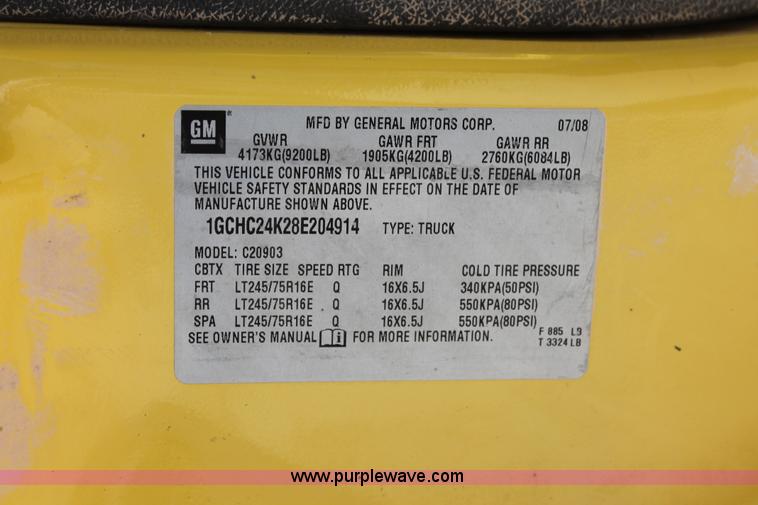 GM ® MFD BY GENERAL MOTORS CORP. 07/08
GVWR GAWR FRT GAWR RR
4173KG(9200LB) 1905KG(4200LB) 2760KG(6084LB)
THIS VEHICLE CONFORMS TO ALL APPLICABLE U.S. FEDERAL MOTOR
VEHICLE SAFETY STANDARDS IN EFFECT ON THE DATE OF
MANUFACTURE SHOWN ABOVE.
1GCHC24K28E204914 TYPE: TRUCK
MODEL: C20903
CBTX TIRE SIZE SPEED RTG RIM COLD TIRE PRESSURE
FRT LT245/75R16E Q 16X6.5J 340KPA(50PSI)
RR LT245/75R16E Q 16X6.5J 550KPA(80PSI)
SPA LT245/75R16E Q 16X6.5J 550KPA(80PSI)
SEE OWNER'S MANUAL i FOR MORE INFORMATION.
F 885 LB
T 3324 LB
www.purplewave.com